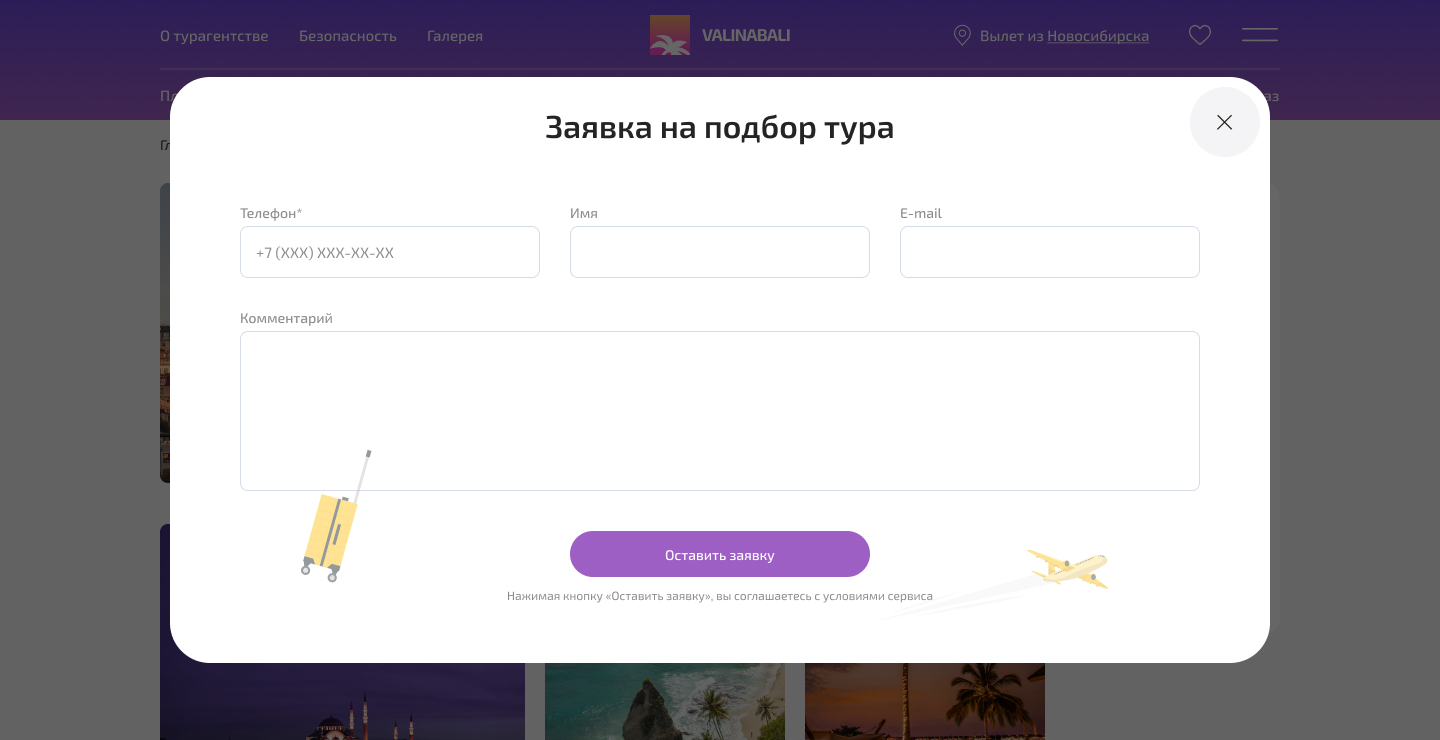 О турагентстве Безопасность Галерея VALINABALI Вылет из Новосибирска
Заявка на подбор тура
Телефон* Имя E-mail
+7 (XXX) XXX-XX-XX
Комментарий
Оставить заявку
Нажимая кнопку «Оставить заявку», вы соглашаетесь с условиями сервиса